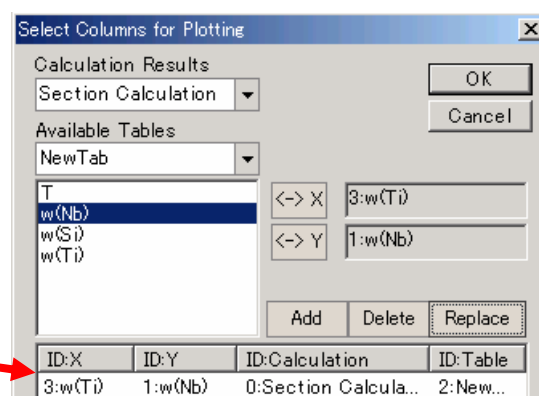 Select Columns for Plotting
Calculation Results
OK
Section Calculation
Cancel
Available Tables
NewTab
T
w(Nb)
w(Si)
w(Ti)
<-> X
3:w(Ti)
<-> Y
1:w(Nb)
Add Delete Replace
ID:X ID:Y ID:Calculation ID:Table
3:w(Ti) 1:w(Nb) 0:Section Calcula... 2:New...